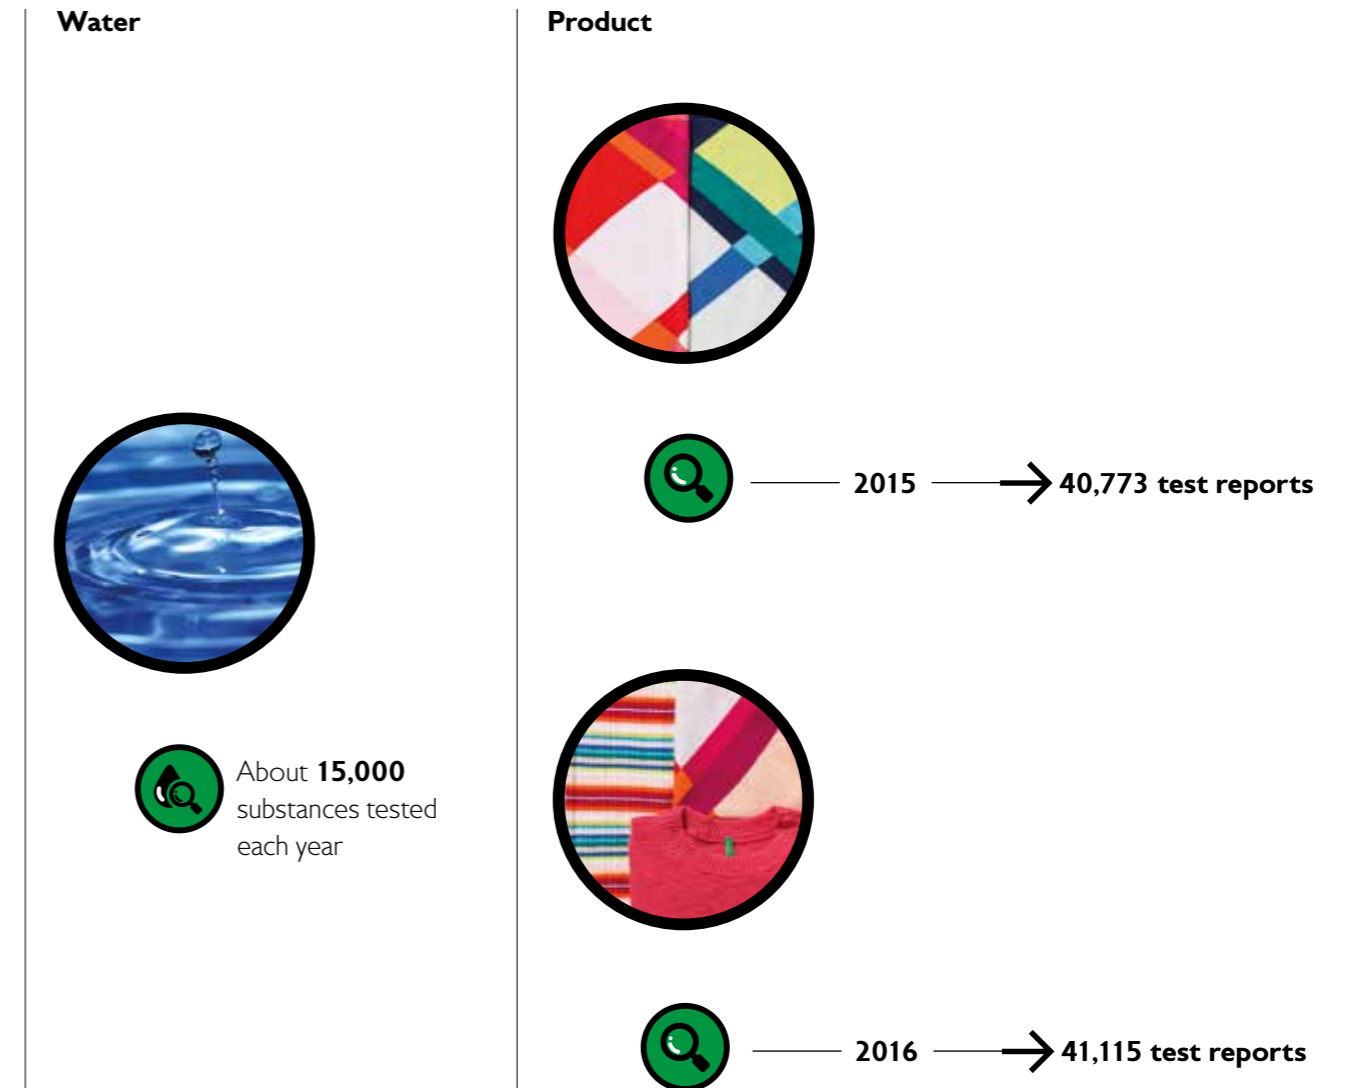 Water
About 15,000
substances tested
each year
Product
2015
40,773 test reports
2016
41,115 test reports